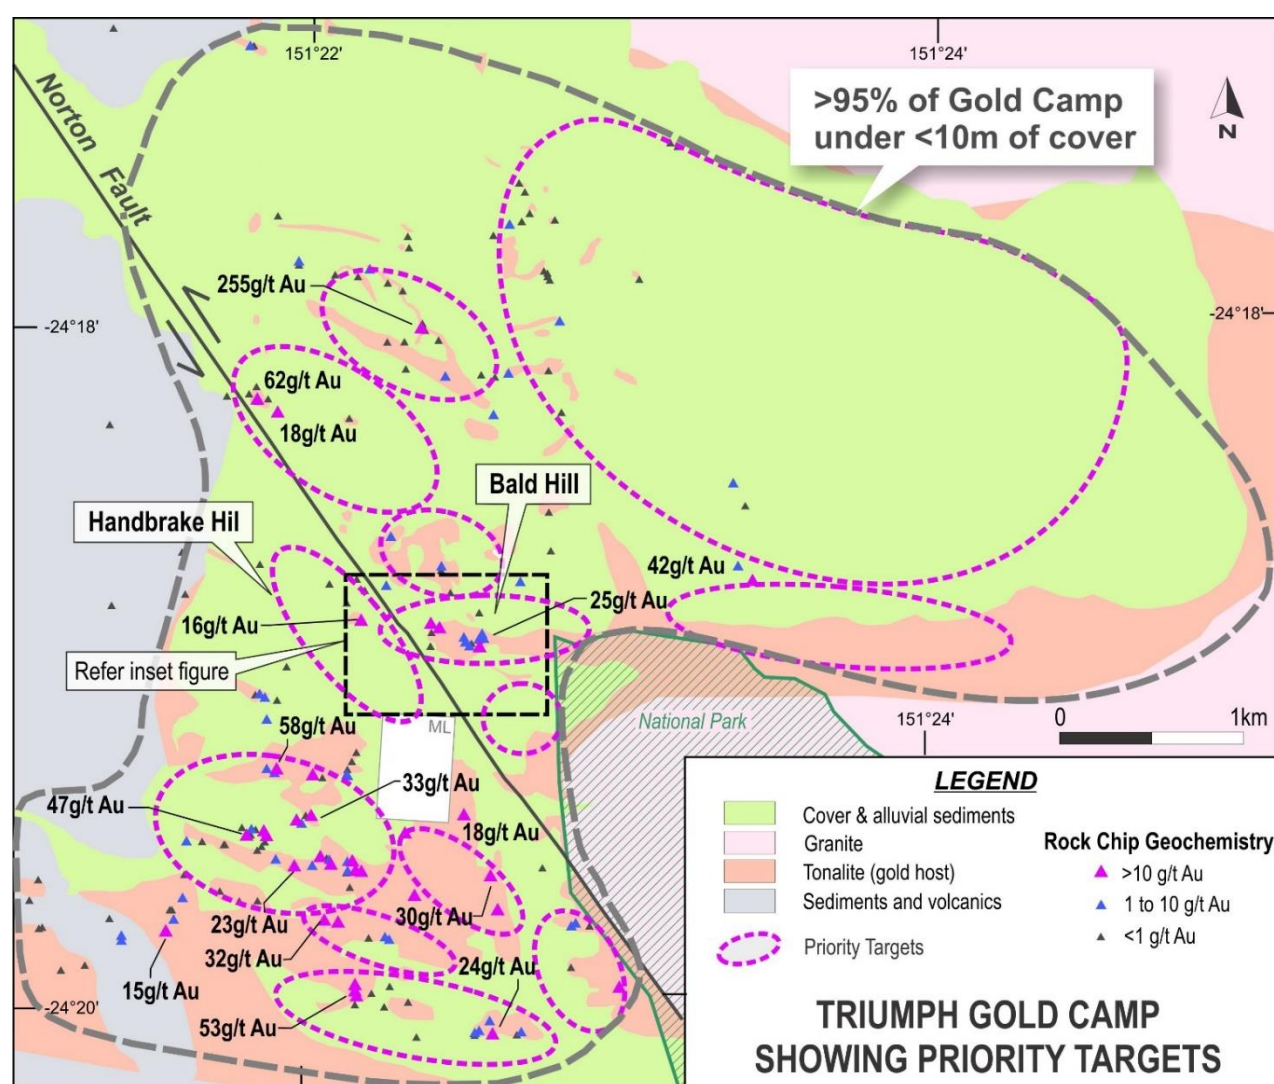 151°22'
151°24'
>95% of Gold Camp
under <10m of cover
N
Norton Fault
255g/t Au
-24°18'
-24°18'
62g/t Au
18g/t Au
Bald Hill
Handbrake Hil
42g/t Au
25g/t Au
16g/t Au
Refer inset figure
National Park
151°24'
0 1km
ML
58g/t Au
33g/t Au
47g/t Au
18g/t Au
30g/t Au
23g/t Au
32g/t Au
24g/t Au
15g/t Au
-24°20'
53g/t Au
LEGEND
Cover & alluvial sediments
Granite
Tonalite (gold host)
Sediments and volcanics
Priority Targets
Rock Chip Geochemistry
>10 g/t Au
1 to 10 g/t Au
<1 g/t Au
TRIUMPH GOLD CAMP
SHOWING PRIORITY TARGETS